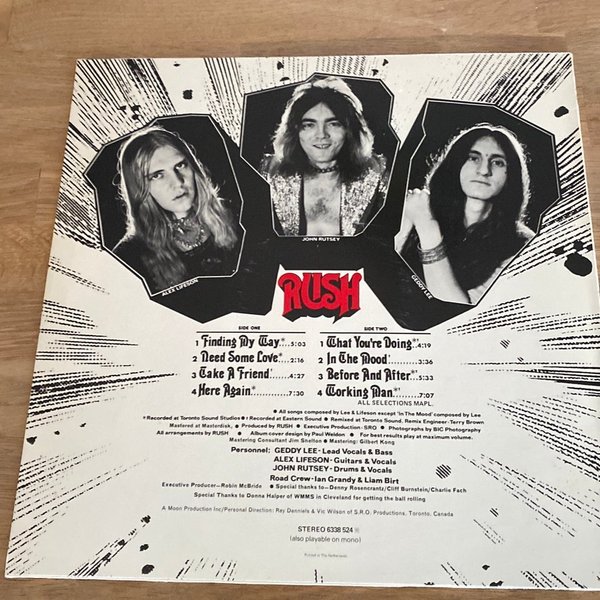 JOHN RUTSEY
ALEX LIFESON
GEDDY LEE
RUSH
SIDE ONE
1 Finding My Way*...5:03
2 Need Some Love*..2:16
3 Take A Friend*......4:27
4 Here Again*..........7:30
SIDE TWO
1 What You're Doing*.4:19
2 In The Mood*.........3:36
3 Before And After*...5:33
4 Working Man*........7:07
ALL SELECTIONS MAPL.
● All songs composed by Lee & Lifeson except 'In The Mood' composed by Lee
* Recorded at Toronto Sound Studios ● † Recorded at Eastern Sound ● Remixed at Toronto Sound, Remix Engineer-Terry Brown
Mastered at Masterdisk, ● Produced by RUSH ● Executive Production-SRO ● Photographs by BIC Photography
All arrangements by RUSH ● Album cover design by Paul Weldon ● For best results play at maximum volume.
Mastering Consultant Jim Shelton ● Mastering: Gilbert Kong
Personnel: GEDDY LEE-Lead Vocals & Bass
ALEX LIFESON-Guitars & Vocals
JOHN RUTSEY-Drums & Vocals
Road Crew-Ian Grandy & Liam Birt
Executive Producer-Robin McBride ● Special thanks to-Denny Rosencrantz/Cliff Burnstein/Charlie Fach
Special Thanks to Donna Halper of WMMS in Cleveland for getting the ball rolling
A Moon Production Inc/Personal Direction: Ray Danniels & Vic Wilson of S.R.O. Productions, Toronto, Canada
STEREO 6338 524
(also playable on mono)
Printed in The Netherlands